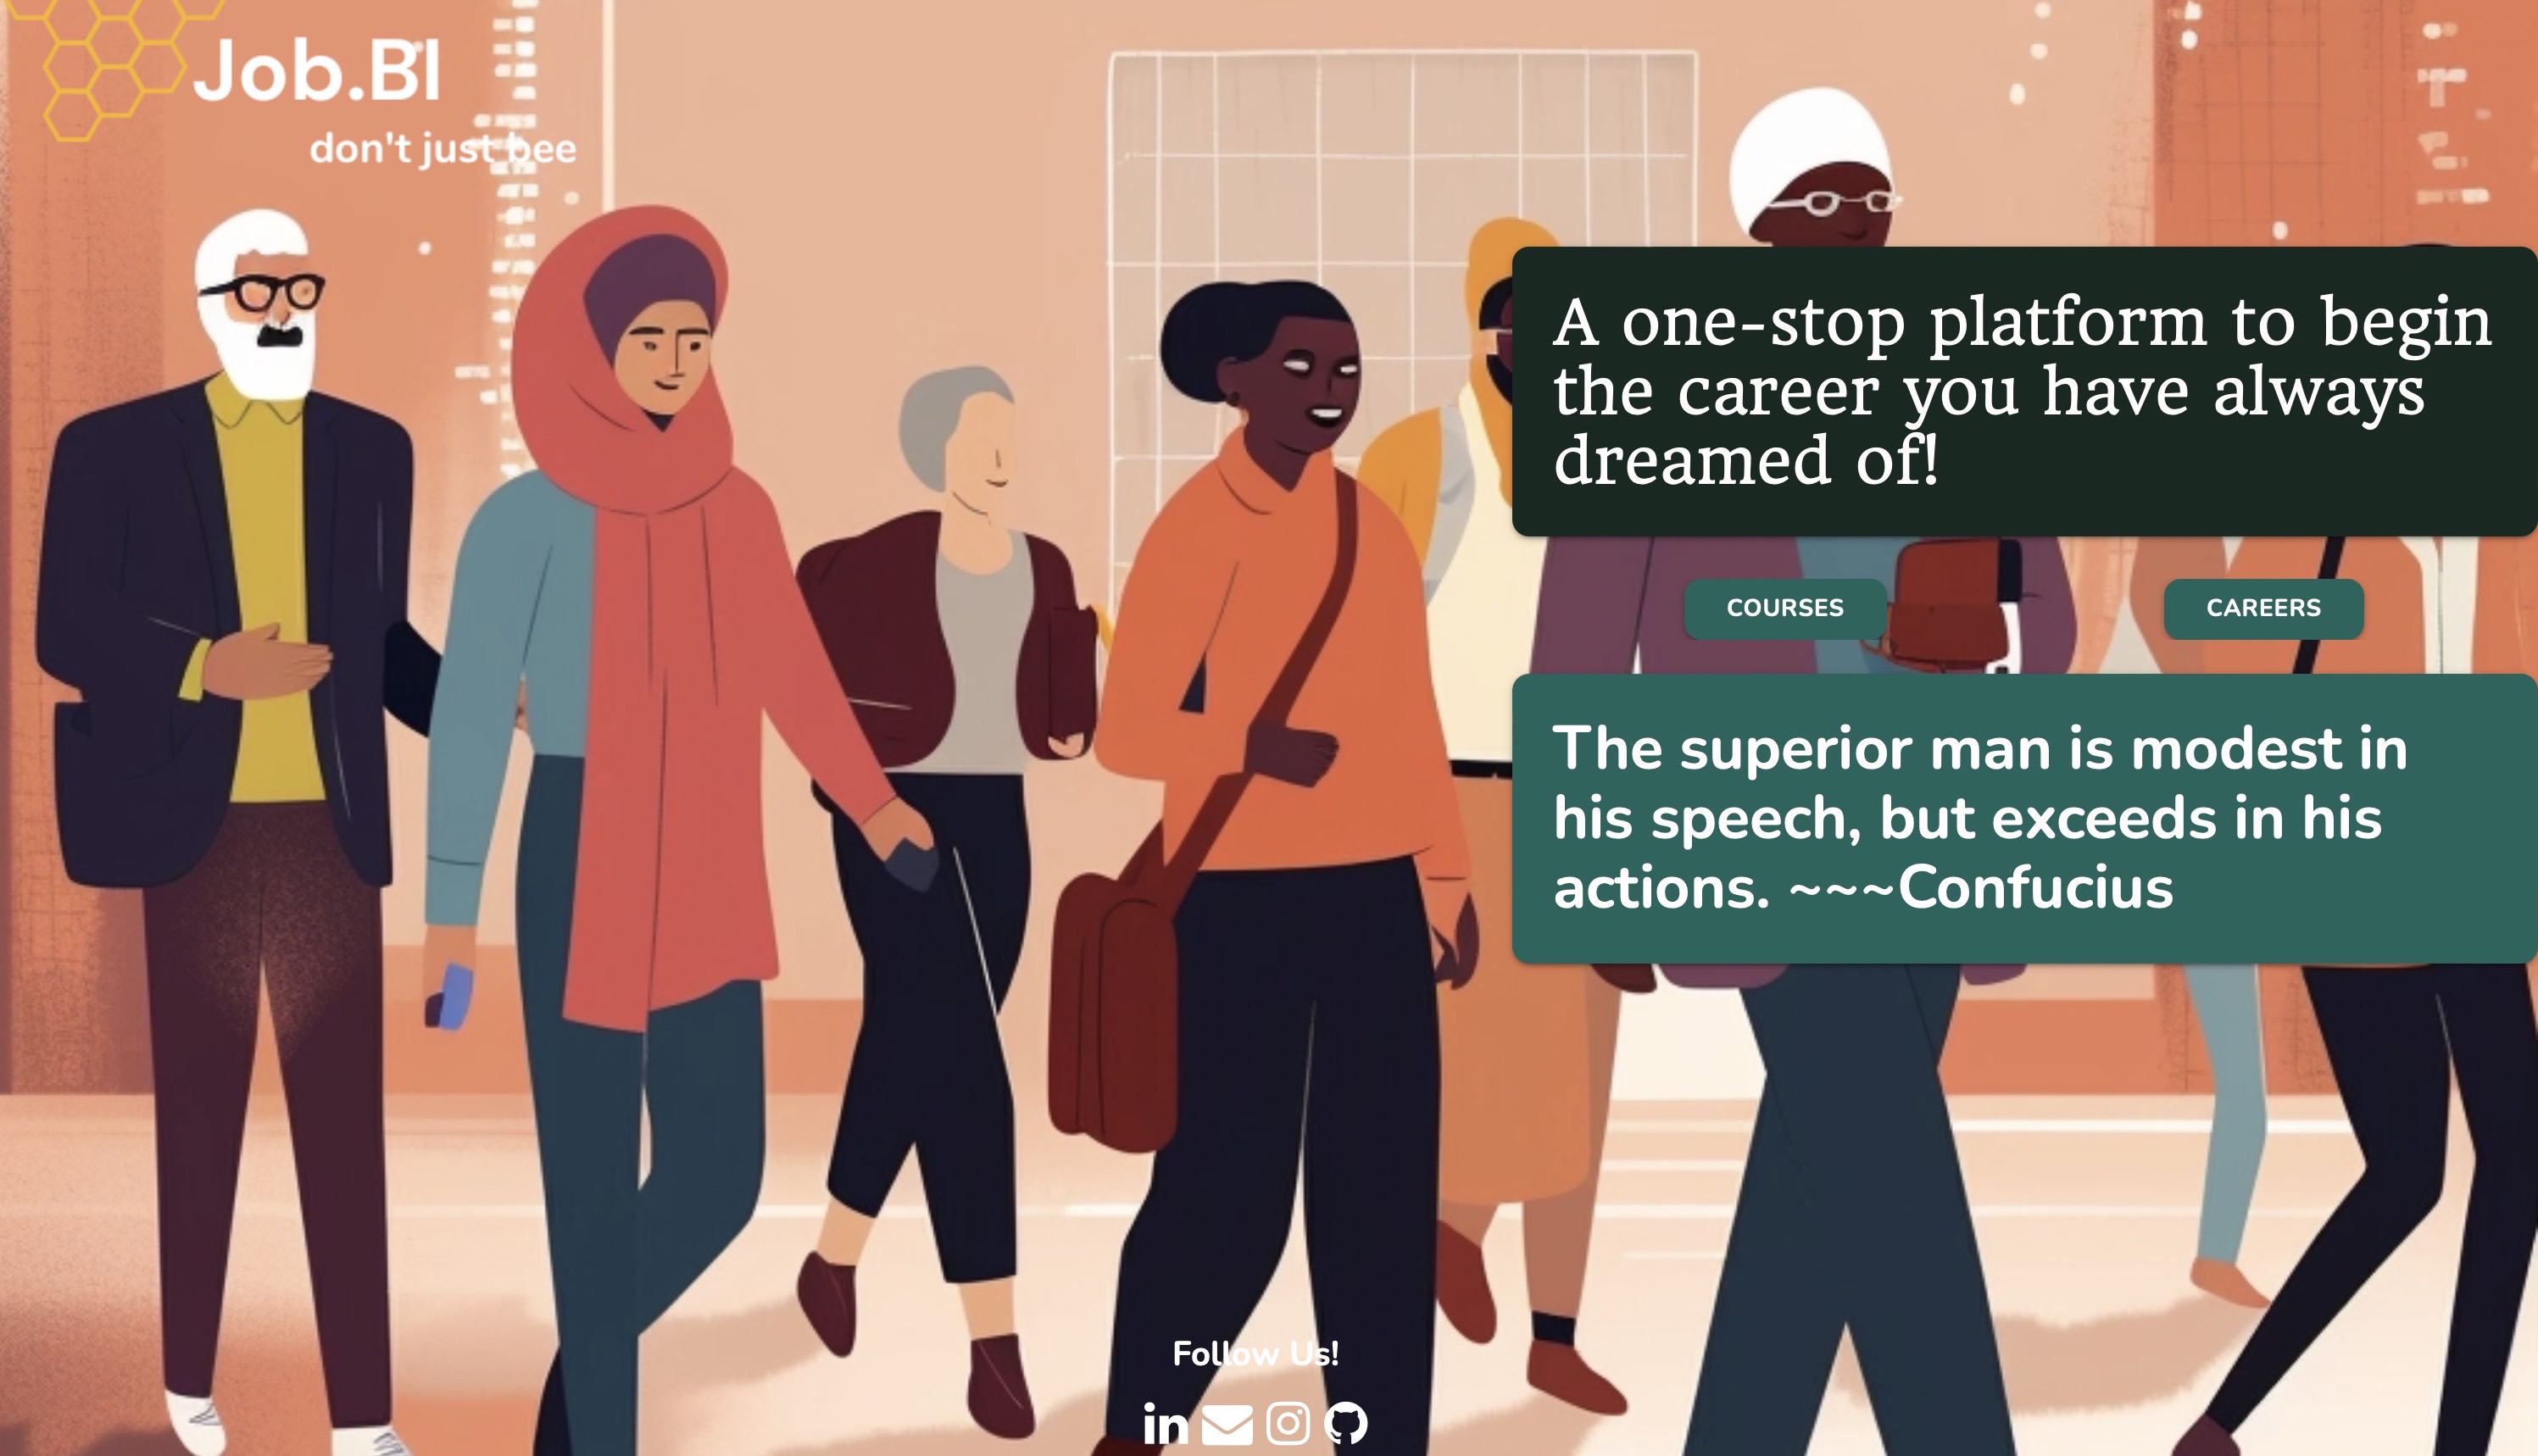 Job.BI
don't just bee
A one-stop platform to begin
the career you have always
dreamed of!
COURSES
CAREERS
The superior man is modest in
his speech, but exceeds in his
actions. ~~~Confucius
Follow Us!
in